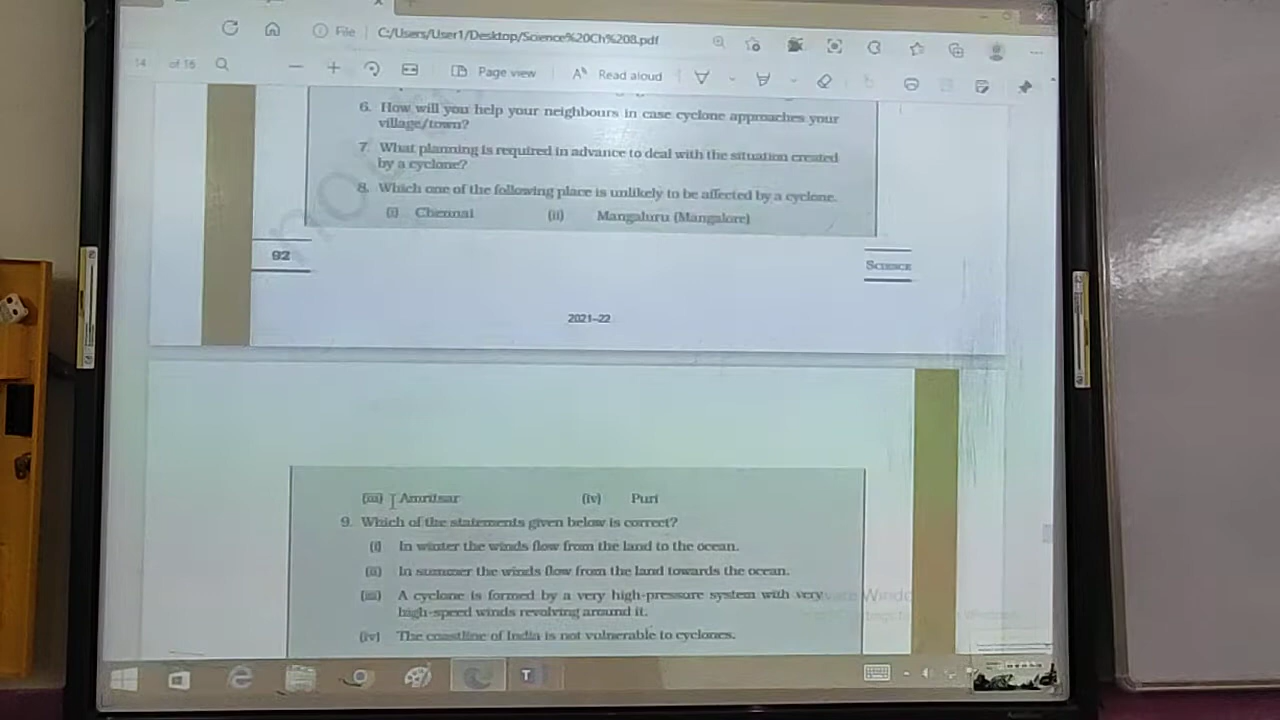 File C:/Users/User1/Desktop/Science%20Ch%208.pdf
14 of 16 Page view Read aloud
6. How will you help your neighbours in case cyclone approaches your
village/town?
7. What planning is required in advance to deal with the situation created
by a cyclone?
8. Which one of the following place is unlikely to be affected by a cyclone.
(i) Chennai (ii) Mangaluru (Mangalore)
92
SCIENCE
2021–22
(iii) Amritsar (iv) Puri
9. Which of the statements given below is correct?
(i) In winter the winds flow from the land to the ocean.
(ii) In summer the winds flow from the land towards the ocean.
(iii) A cyclone is formed by a very high-pressure system with very
high-speed winds revolving around it.
(iv) The coastline of India is not vulnerable to cyclones.